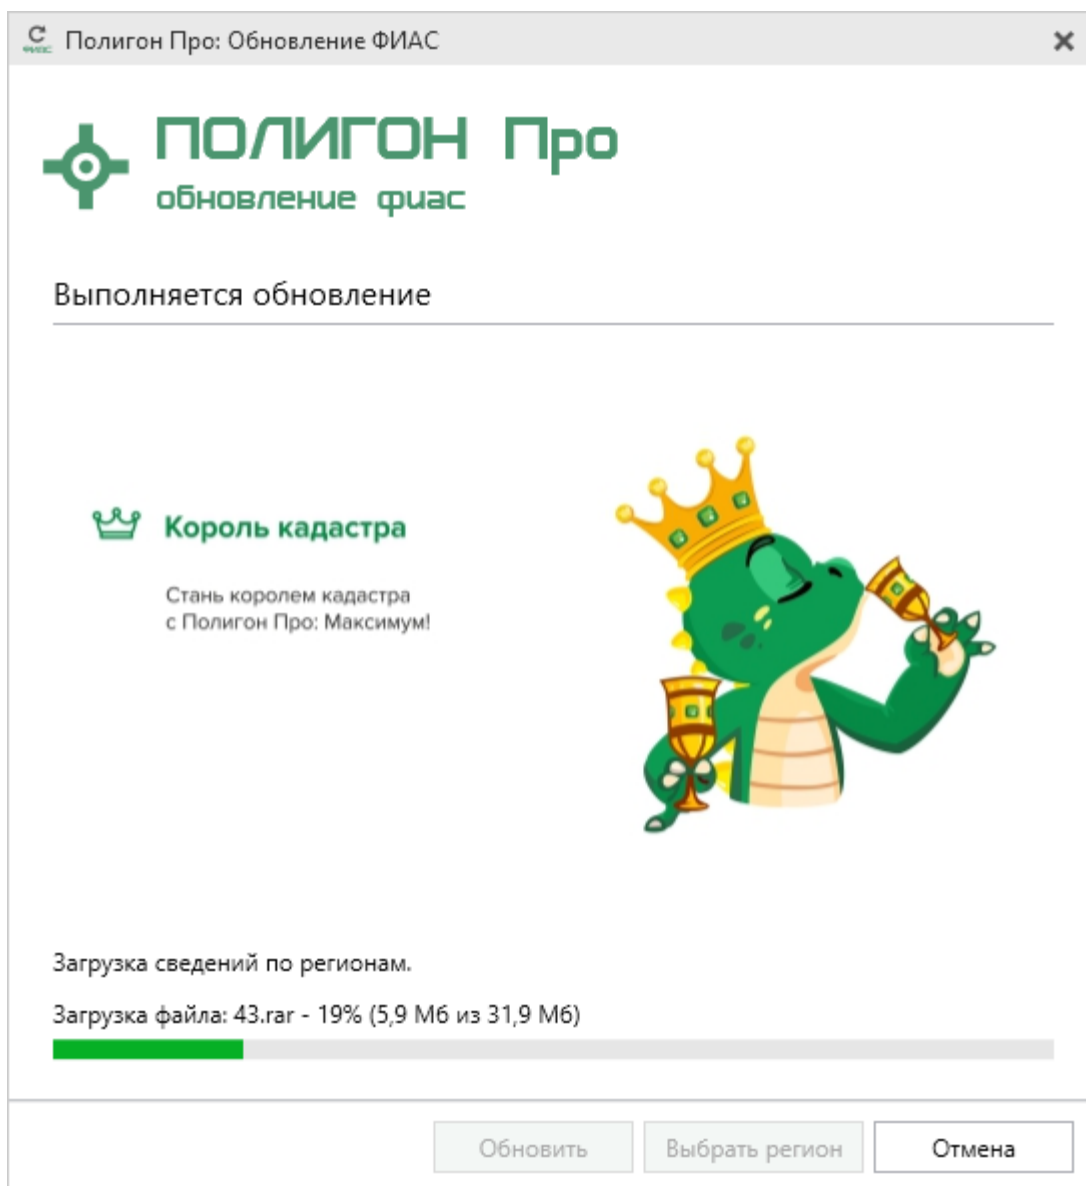 ФИАС
Полигон Про: Обновление ФИАС
ПОЛИГОН Про
обновление фиас
Выполняется обновление
Король кадастра
Стань королем кадастра
с Полигон Про: Максимум!
Загрузка сведений по регионам.
Загрузка файла: 43.rar - 19% (5,9 Мб из 31,9 Мб)
Обновить
Выбрать регион
Отмена